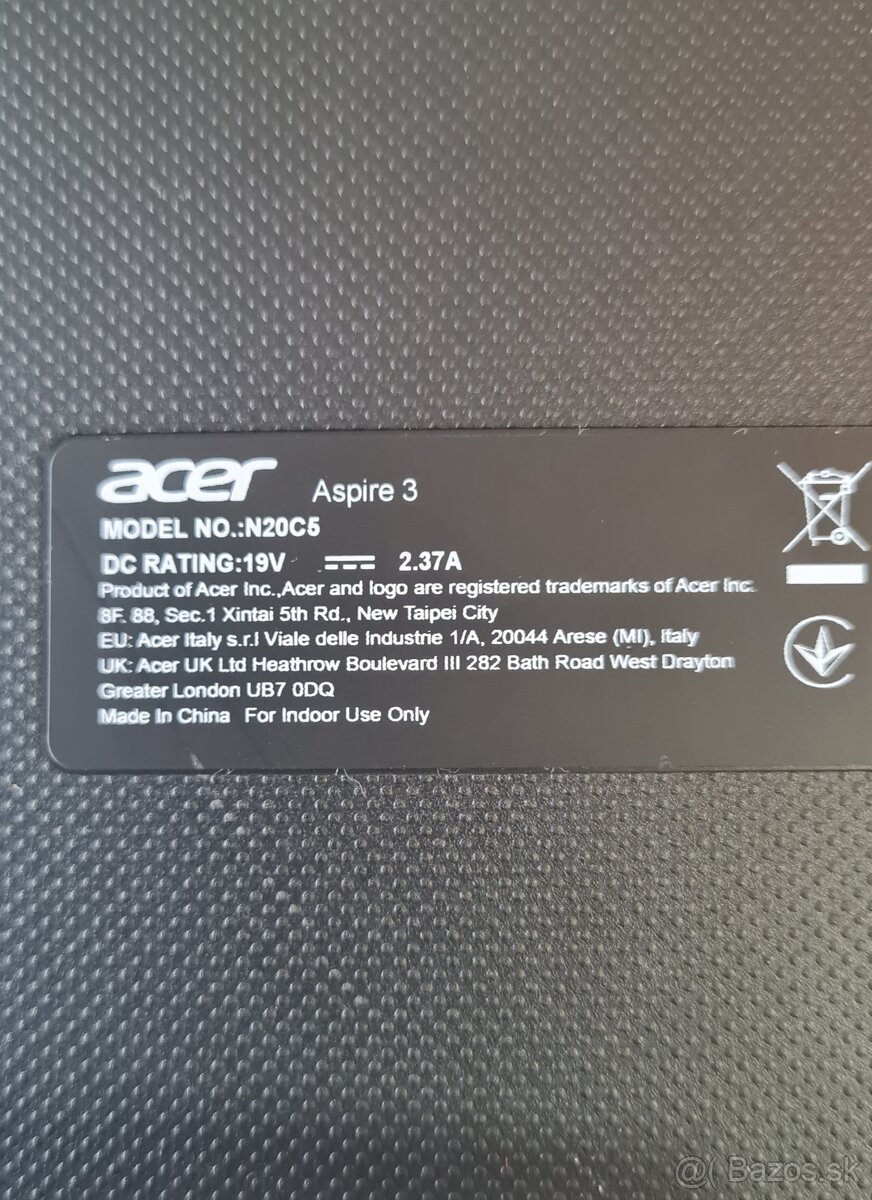 acer Aspire 3
MODEL NO.:N20C5
DC RATING:19V 2.37A
Product of Acer Inc.,Acer and logo are registered trademarks of Acer Inc.
8F. 88, Sec.1 Xintai 5th Rd., New Taipei City
EU: Acer Italy s.r.l Viale delle Industrie 1/A, 20044 Arese (MI), Italy
UK: Acer UK Ltd Heathrow Boulevard III 282 Bath Road West Drayton
Greater London UB7 0DQ
Made In China For Indoor Use Only
@( Bazos.sk